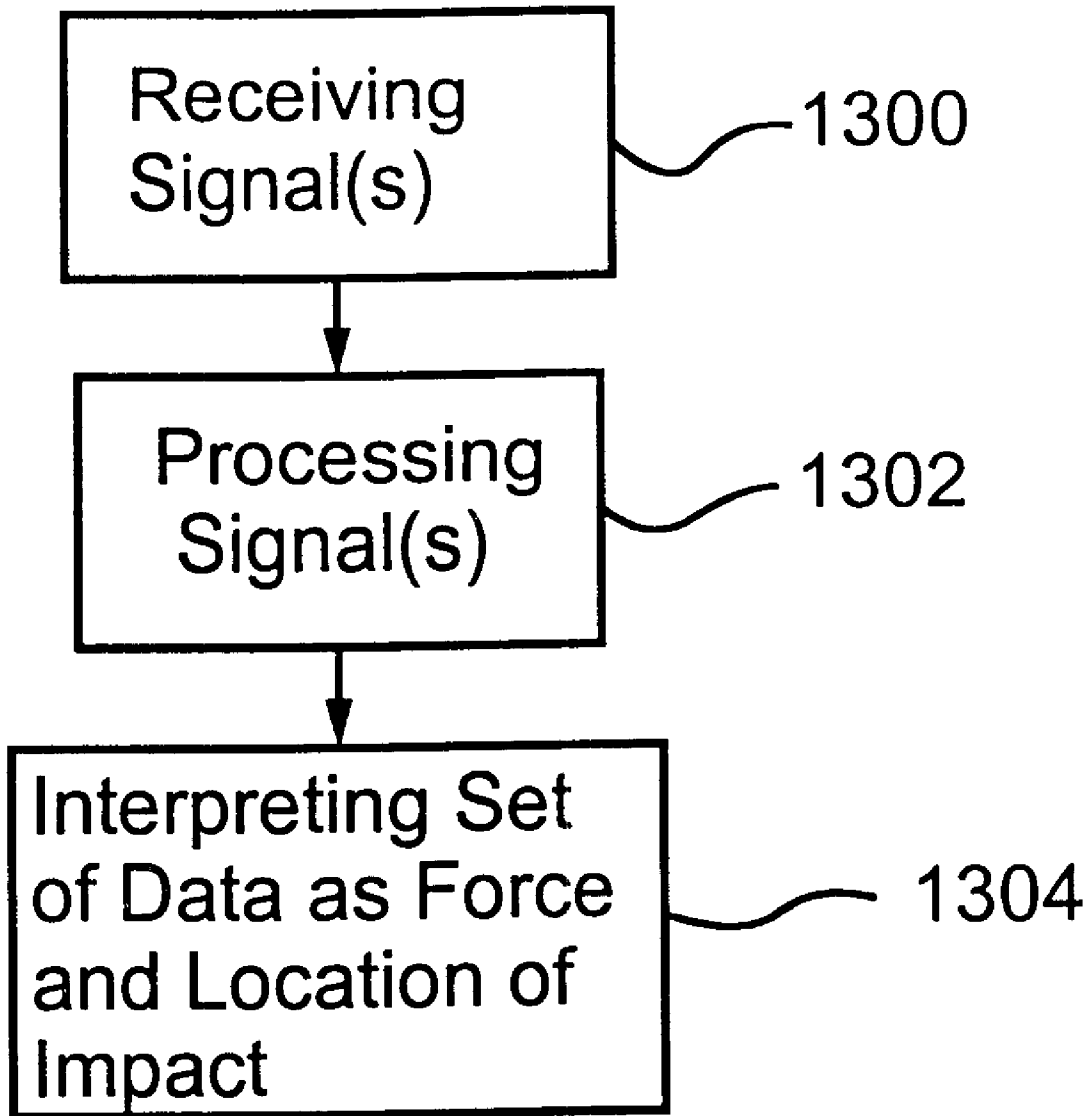 Receiving
Signal(s)
1300
Processing
Signal(s)
1302
Interpreting Set
of Data as Force
and Location of
Impact
1304